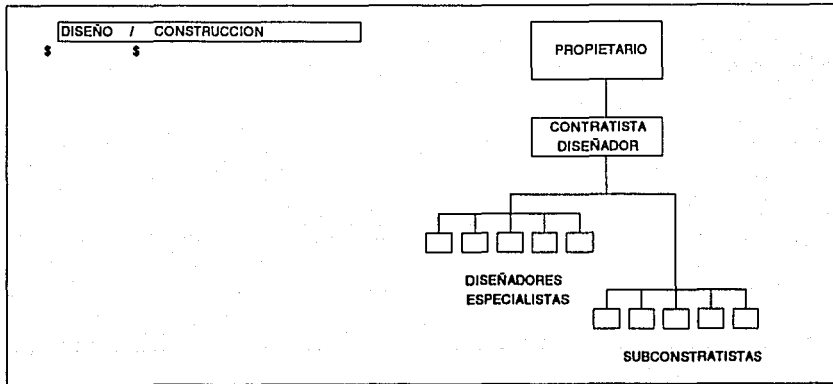 DISEÑO / CONSTRUCCION
$ $
PROPIETARIO
CONTRATISTA
DISEÑADOR
DISEÑADORES
ESPECIALISTAS
SUBCONSTRATISTAS